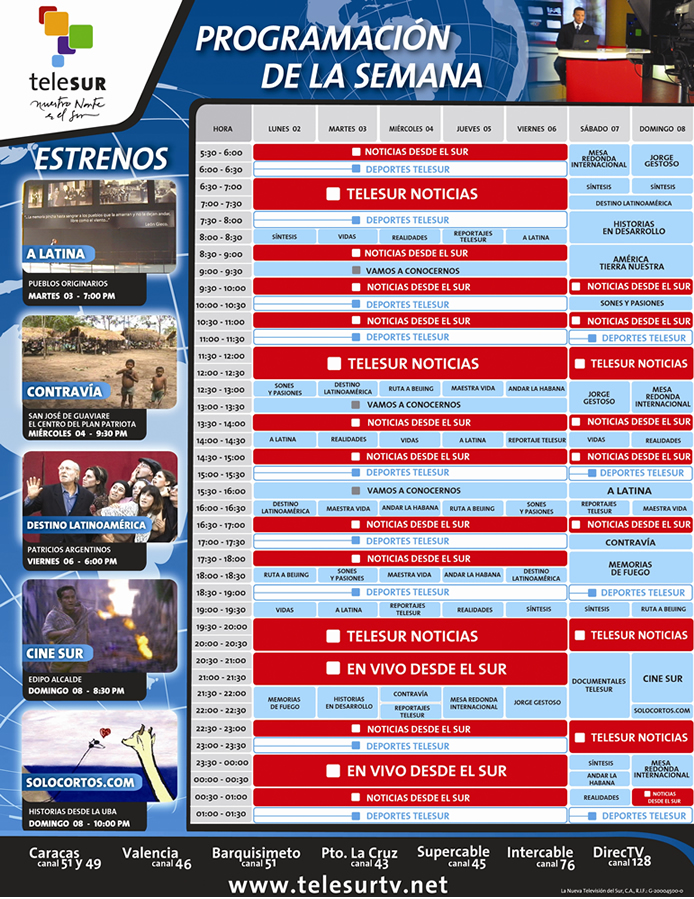 PROGRAMACIÓN
DE LA SEMANA
telesur
nuestro Norte
es el Sur
ESTRENOS
A LATINA
PUEBLOS ORIGINARIOS
MARTES 03 - 7:00 PM
CONTRAVÍA
SAN JOSÉ DE GUAVIARE
EL CENTRO DEL PLAN PATRIOTA
MIÉRCOLES 04 - 9:30 PM
DESTINO LATINOAMÉRICA
PATRICIOS ARGENTINOS
VIERNES 06 - 6:00 PM
CINE SUR
EDIPO ALCALDE
DOMINGO 08 - 8:30 PM
SOLOCORTOS.COM
HISTORIAS DESDE LA UBA
DOMINGO 08 - 10:00 PM
HORA LUNES 02 MARTES 03 MIÉRCOLES 04 JUEVES 05 VIERNES 06 SÁBADO 07 DOMINGO 08
5:30 - 6:00 NOTICIAS DESDE EL SUR MESA REDONDA INTERNACIONAL JORGE GESTOSO
6:00 - 6:30 DEPORTES TELESUR
6:30 - 7:00 TELESUR NOTICIAS SÍNTESIS SÍNTESIS
7:00 - 7:30 DESTINO LATINOAMÉRICA
7:30 - 8:00 DEPORTES TELESUR HISTORIAS EN DESARROLLO
8:00 - 8:30 SÍNTESIS VIDAS REALIDADES REPORTAJES TELESUR A LATINA
8:30 - 9:00 NOTICIAS DESDE EL SUR AMÉRICA TIERRA NUESTRA
9:00 - 9:30 VAMOS A CONOCERNOS
9:30 - 10:00 NOTICIAS DESDE EL SUR NOTICIAS DESDE EL SUR
10:00 - 10:30 DEPORTES TELESUR SONES Y PASIONES
10:30 - 11:00 NOTICIAS DESDE EL SUR NOTICIAS DESDE EL SUR
11:00 - 11:30 DEPORTES TELESUR DEPORTES TELESUR
11:30 - 12:00 TELESUR NOTICIAS TELESUR NOTICIAS
12:00 - 12:30
12:30 - 13:00 SONES Y PASIONES DESTINO LATINOAMÉRICA RUTA A BEIJING MAESTRA VIDA ANDAR LA HABANA JORGE GESTOSO MESA REDONDA INTERNACIONAL
13:00 - 13:30 VAMOS A CONOCERNOS
13:30 - 14:00 NOTICIAS DESDE EL SUR NOTICIAS DESDE EL SUR
14:00 - 14:30 A LATINA REALIDADES VIDAS A LATINA REPORTAJE TELESUR VIDAS REALIDADES
14:30 - 15:00 NOTICIAS DESDE EL SUR NOTICIAS DESDE EL SUR
15:00 - 15:30 DEPORTES TELESUR DEPORTES TELESUR
15:30 - 16:00 VAMOS A CONOCERNOS A LATINA
16:00 - 16:30 DESTINO LATINOAMÉRICA MAESTRA VIDA ANDAR LA HABANA RUTA A BEIJING SONES Y PASIONES REPORTAJES TELESUR MAESTRA VIDA
16:30 - 17:00 NOTICIAS DESDE EL SUR NOTICIAS DESDE EL SUR
17:00 - 17:30 DEPORTES TELESUR CONTRAVÍA
17:30 - 18:00 NOTICIAS DESDE EL SUR MEMORIAS DE FUEGO
18:00 - 18:30 RUTA A BEIJING SONES Y PASIONES MAESTRA VIDA ANDAR LA HABANA DESTINO LATINOAMÉRICA
18:30 - 19:00 DEPORTES TELESUR DEPORTES TELESUR
19:00 - 19:30 VIDAS A LATINA REPORTAJES TELESUR REALIDADES SÍNTESIS SÍNTESIS RUTA A BEIJING
19:30 - 20:00 TELESUR NOTICIAS TELESUR NOTICIAS
20:00 - 20:30
20:30 - 21:00 EN VIVO DESDE EL SUR DOCUMENTALES TELESUR CINE SUR
21:00 - 21:30
21:30 - 22:00 MEMORIAS DE FUEGO HISTORIAS EN DESARROLLO CONTRAVÍA MESA REDONDA INTERNACIONAL JORGE GESTOSO
22:00 - 22:30 REPORTAJES TELESUR SOLOCORTOS.COM
22:30 - 23:00 NOTICIAS DESDE EL SUR TELESUR NOTICIAS
23:00 - 23:30 DEPORTES TELESUR
23:30 - 00:00 EN VIVO DESDE EL SUR SÍNTESIS MESA REDONDA INTERNACIONAL
00:00 - 00:30 ANDAR LA HABANA
00:30 - 01:00 NOTICIAS DESDE EL SUR REALIDADES NOTICIAS DESDE EL SUR
01:00 - 01:30 DEPORTES TELESUR DEPORTES TELESUR
Caracas canal 51 y 49
Valencia canal 46
Barquisimeto canal 51
Pto. La Cruz canal 43
Supercable canal 45
Intercable canal 76
DirecTV canal 128
www.telesurtv.net
La Nueva Televisión del Sur, C.A., R.I.F.: G-20004500-0